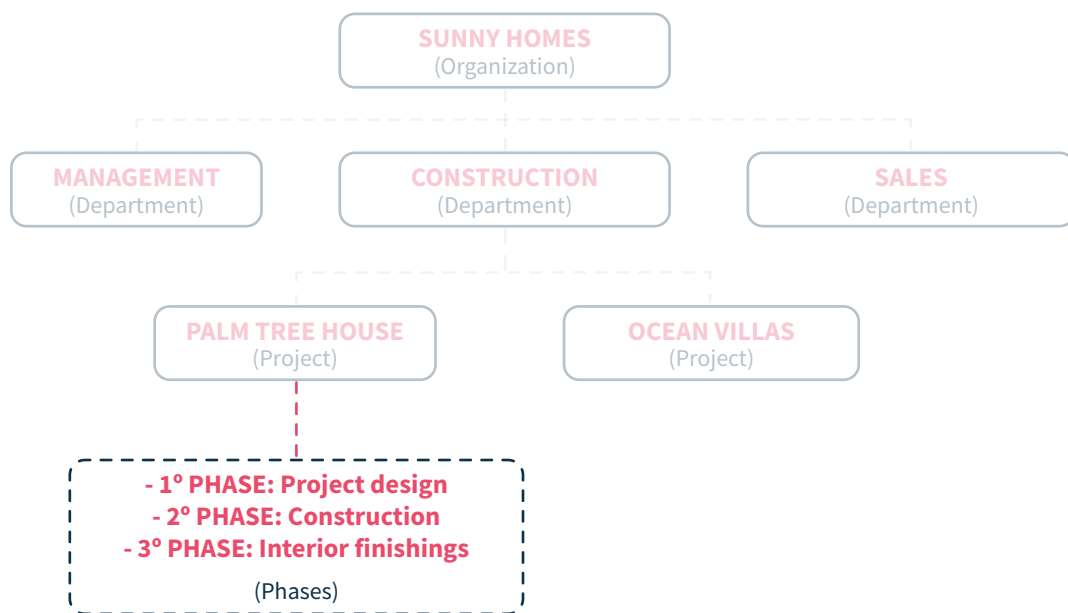 SUNNY HOMES
(Organization)
MANAGEMENT
(Department)
CONSTRUCTION
(Department)
SALES
(Department)
PALM TREE HOUSE
(Project)
OCEAN VILLAS
(Project)
- 1º PHASE: Project design
- 2º PHASE: Construction
- 3º PHASE: Interior finishings
(Phases)